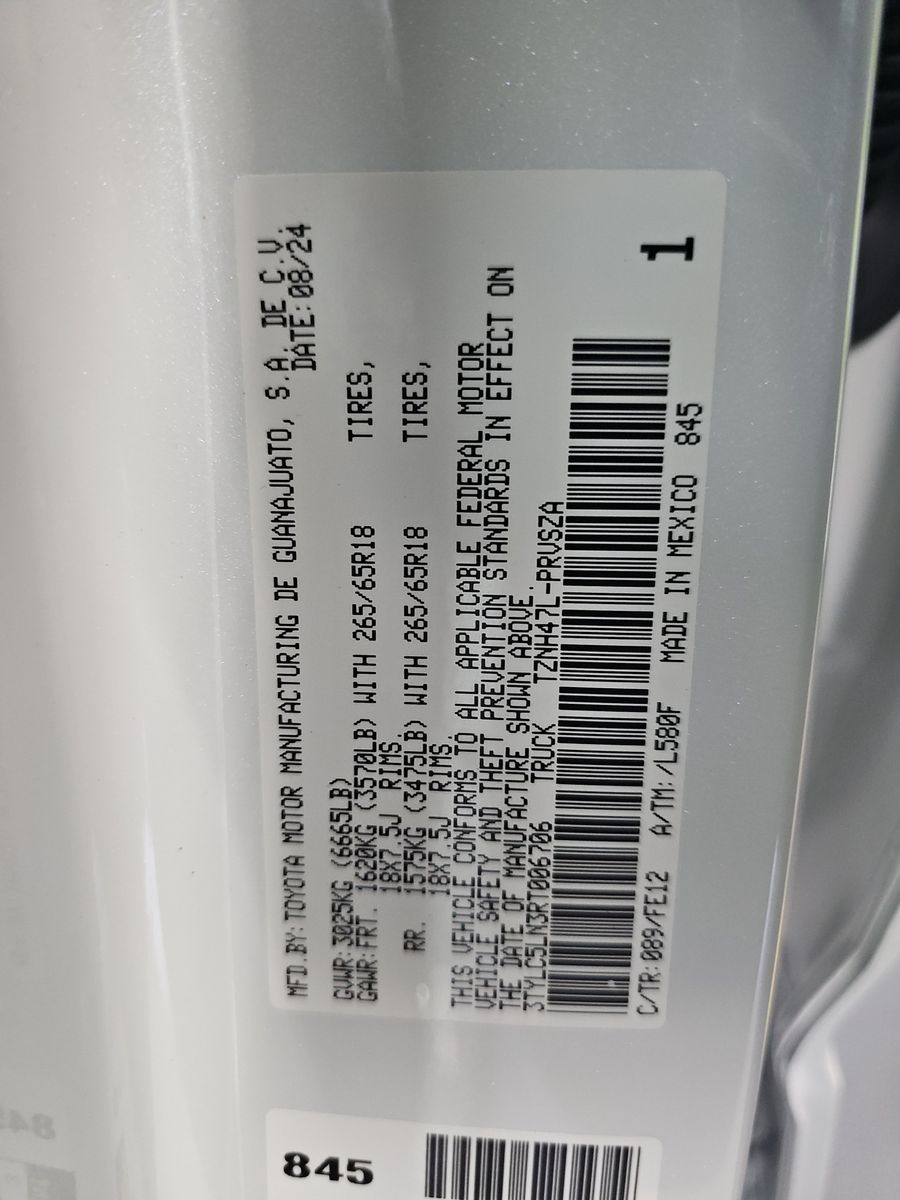 MFD.BY:TOYOTA MOTOR MANUFACTURING DE GUANAJUATO, S.A. DE C.V.
DATE:08/24
GVWR:3025KG (6665LB)
GAWR:FRT. 1620KG (3570LB) WITH 265/65R18 TIRES,
18X7.5J RIMS.
RR. 1575KG (3475LB) WITH 265/65R18 TIRES,
18X7.5J RIMS.
THIS VEHICLE CONFORMS TO ALL APPLICABLE FEDERAL MOTOR
VEHICLE SAFETY AND THEFT PREVENTION STANDARDS IN EFFECT ON
THE DATE OF MANUFACTURE SHOWN ABOVE.
3TYLC5LN3RT006706 TRUCK TZNH47L-PRVSZA
1
C/TR:089/FE12 A/TM:/L580F MADE IN MEXICO 845
845